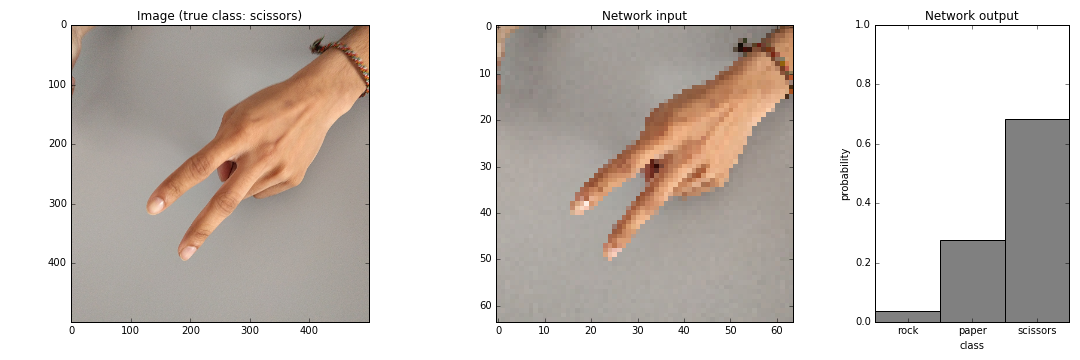 Image (true class: scissors)
0
100
200
300
400
0 100 200 300 400
Network input
0
10
20
30
40
50
60
0 10 20 30 40 50 60
Network output
1.0
0.8
0.6
0.4
0.2
0.0
probability
rock paper scissors
class